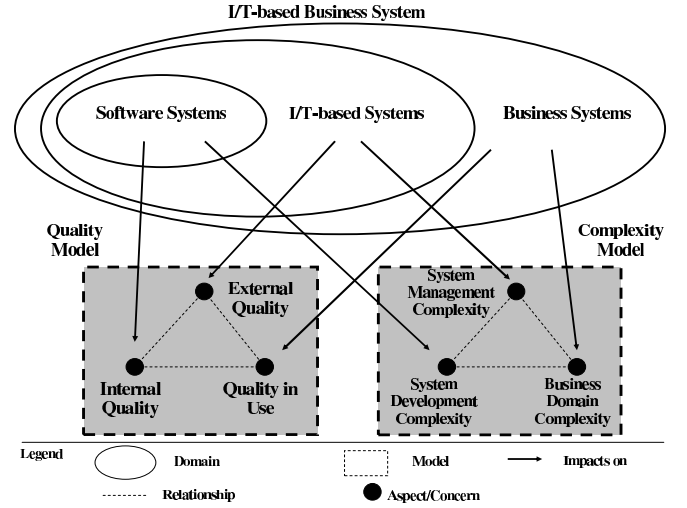 I/T-based Business System
Software Systems
I/T-based Systems
Business Systems
Quality
Model
Complexity
Model
External
Quality
Internal
Quality
Quality in
Use
System
Management
Complexity
System
Development
Complexity
Business
Domain
Complexity
Legend
Domain
Model
Impacts on
Relationship
Aspect/Concern